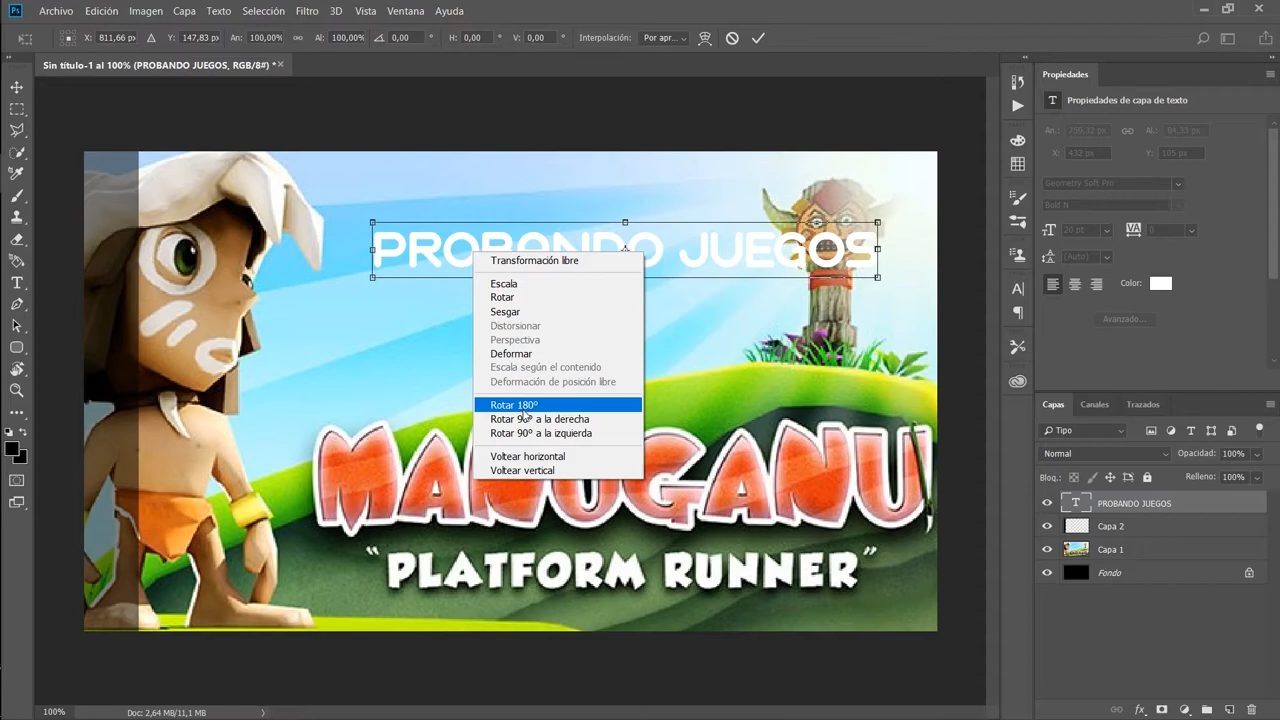 Ps Archivo Edición Imagen Capa Texto Selección Filtro 3D Vista Ventana Ayuda
X: 811,66 px Y: 147,83 px An: 100,00% Al: 100,00% 0,00 ° H: 0,00 ° V: 0,00 ° Interpolación: Por apr...
Sin título-1 al 100% (PROBANDO JUEGOS, RGB/8#) * ×
PROBANDO JUEGOS
Transformación libre
Escala
Rotar
Sesgar
Distorsionar
Perspectiva
Deformar
Escala según el contenido
Deformación de posición libre
Rotar 180º
Rotar 90º a la derecha
Rotar 90º a la izquierda
Voltear horizontal
Voltear vertical
MANUGANU
“PLATFORM RUNNER”
Propiedades
T Propiedades de capa de texto
An.: 759,32 px Al.: 84,33 px
X: 432 px Y: 105 px
Geometry Soft Pro
Bold N
20 pt VA 0
(Auto)
Color:
Avanzado...
Capas Canales Trazados
Tipo
Normal Opacidad: 100%
Bloq.: Relleno: 100%
T PROBANDO JUEGOS
Capa 2
Capa 1
Fondo
fx
100% Doc: 2,64 MB/11,1 MB